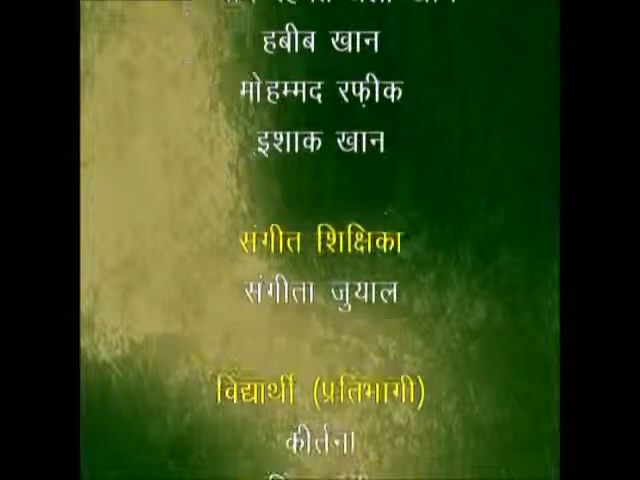 हबीब खान
मोहम्मद रफ़ीक
इशाक खान
संगीत शिक्षिका
संगीता जुयाल
विद्यार्थी (प्रतिभागी)
कीर्तना